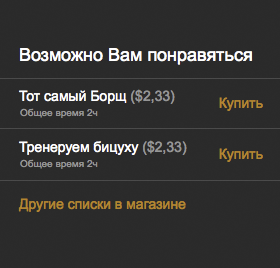 Возможно Вам понравяться
Тот самый Борщ ($2,33)
Купить
Общее время 2ч
Тренеруем бицуху ($2,33)
Купить
Общее время 2ч
Другие списки в магазине